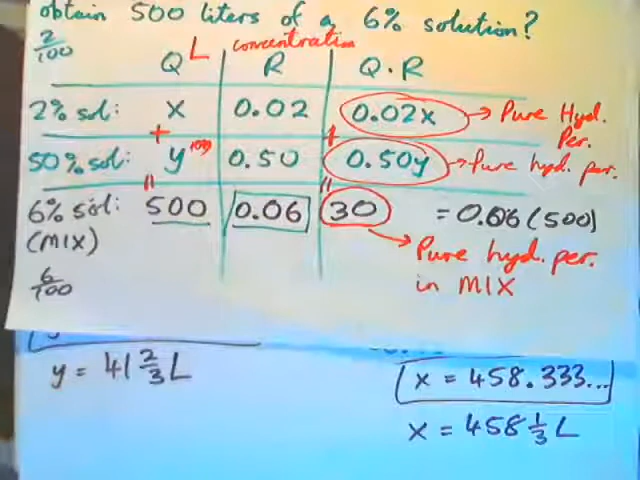 obtain 500 liters of a 6% solution?
2/100
Q L concentration R Q·R
2% sol: x 0.02 0.02x → Pure Hyd. Per.
+ +
50% sol: y 0.50 0.50y → Pure hyd. per.
= =
6% sol: 500 0.06 30 = 0.06(500)
(MIX) → Pure hyd. per.
in MIX
6/100
y = 41 2/3 L
x = 458.333...
x = 458 1/3 L